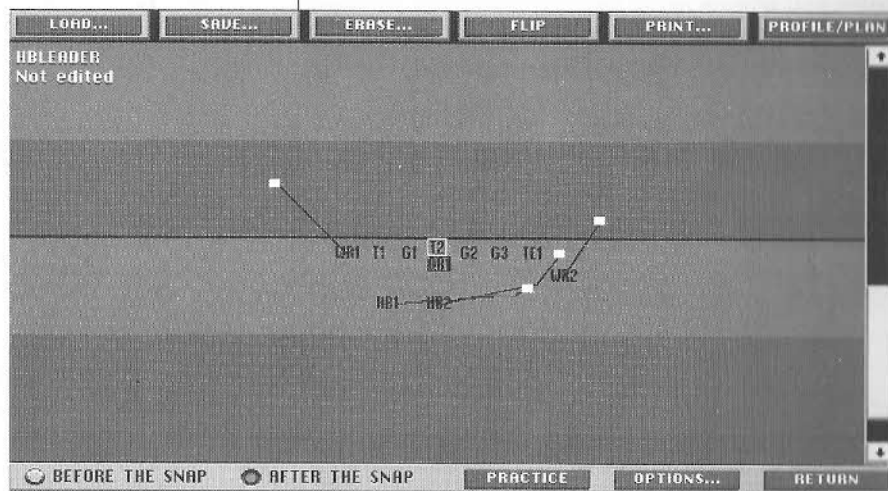 LOAD... SAVE... ERASE... FLIP PRINT... PROFILE/PLAN
HBLEADER
Not edited
WR1 T1 G1 T2 G2 G3 TE1
QB1
WR2
HB1 HB2
BEFORE THE SNAP AFTER THE SNAP PRACTICE OPTIONS... RETURN